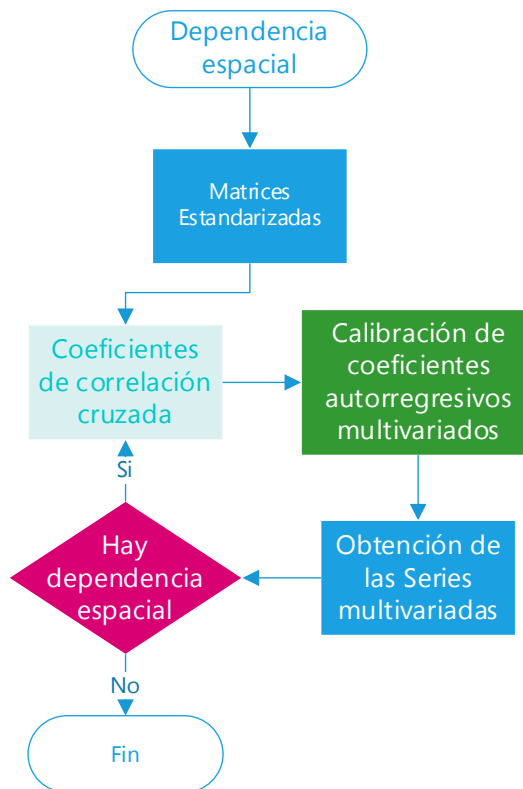 Dependencia
espacial
Matrices
Estandarizadas
Coeficientes
de correlación
cruzada
Calibración de
coeficientes
autorregresivos
multivariados
Obtención de
las Series
multivariadas
Hay
dependencia
espacial
Si
No
Fin